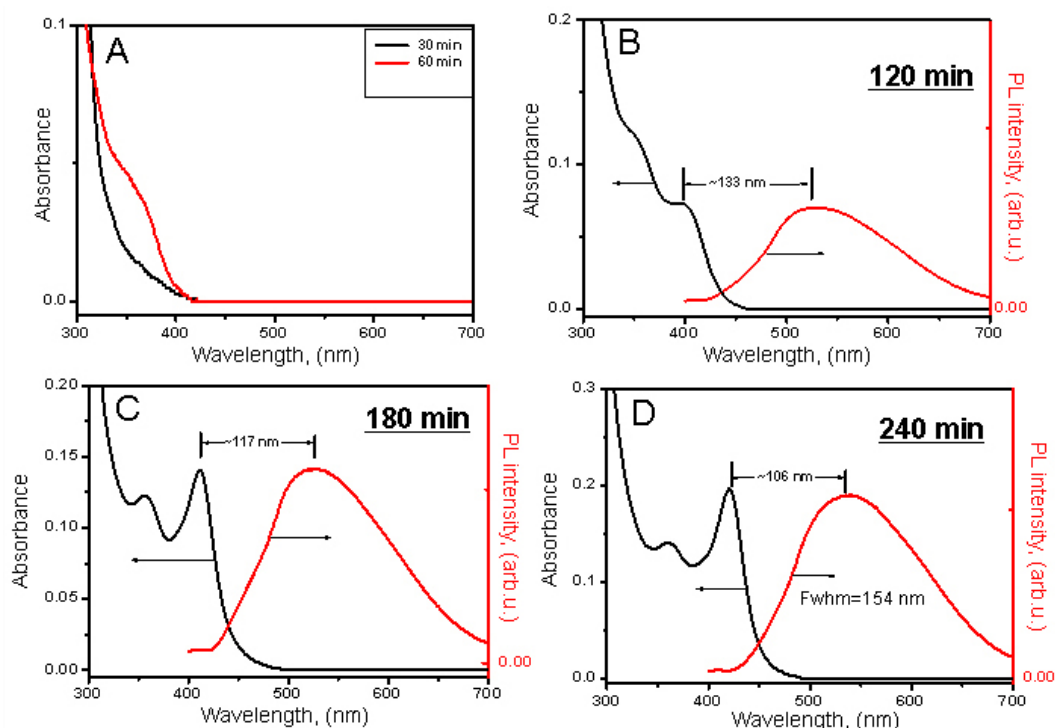 A
30 min
60 min
0.1
0.0
Absorbance
300 400 500 600 700
Wavelength, (nm)
B
120 min
0.2
0.1
0.0
Absorbance
~133 nm
PL intensity, (arb.u.)
0.00
300 400 500 600 700
Wavelength, (nm)
C
180 min
0.20
0.15
0.10
0.05
0.00
Absorbance
~117 nm
PL intensity, (arb.u.)
0.00
300 400 500 600 700
Wavelength, (nm)
D
240 min
0.3
0.2
0.1
0.0
Absorbance
~106 nm
Fwhm=154 nm
PL intensity, (arb.u.)
0.00
300 400 500 600 700
Wavelength, (nm)